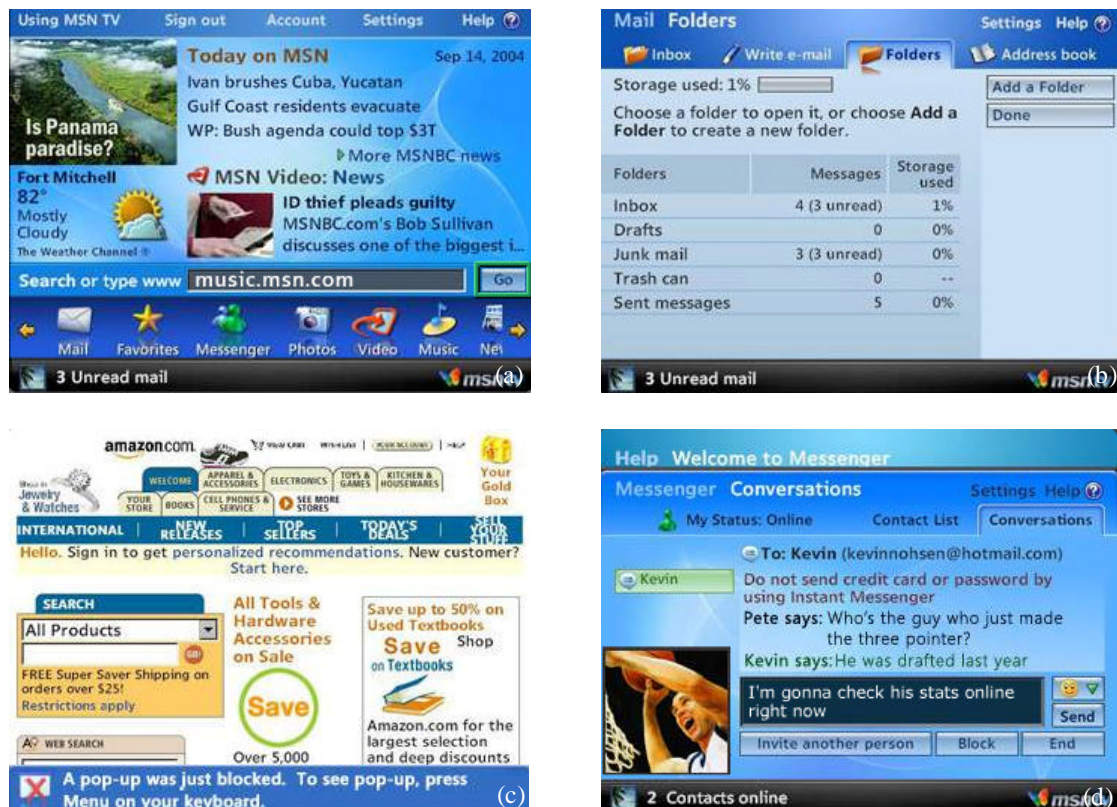 Using MSN TV Sign out Account Settings Help ?
Today on MSN Sep 14, 2004
Ivan brushes Cuba, Yucatan
Gulf Coast residents evacuate
WP: Bush agenda could top $3T
More MSNBC news
Is Panama
paradise?
Fort Mitchell
82°
Mostly
Cloudy
The Weather Channel ®
MSN Video: News
ID thief pleads guilty
MSNBC.com's Bob Sullivan
discusses one of the biggest i...
Search or type www music.msn.com Go
Mail Favorites Messenger Photos Video Music
3 Unread mail
(a)
Mail Folders Settings Help ?
Inbox Write e-mail Folders Address book
Storage used: 1%
Choose a folder to open it, or choose Add a
Folder to create a new folder.
Add a Folder
Done
Folders Messages Storage
used
Inbox 4 (3 unread) 1%
Drafts 0 0%
Junk mail 3 (3 unread) 0%
Trash can 0 --
Sent messages 5 0%
3 Unread mail
(b)
amazon.com
YOUR ACCOUNT | HELP
Your
Gold
Box
Jewelry
& Watches
WELCOME APPAREL &
ACCESSORIES ELECTRONICS TOYS &
GAMES KITCHEN &
HOUSEWARES
YOUR
STORE BOOKS CELL PHONES &
SERVICE SEE MORE
STORES
INTERNATIONAL | NEW
RELEASES | TOP
SELLERS | TODAY'S
DEALS | SELL
YOUR
STUFF
Hello. Sign in to get personalized recommendations. New customer?
Start here.
SEARCH
All Products
GO!
FREE Super Saver Shipping on
orders over $25!
Restrictions apply
WEB SEARCH
All Tools &
Hardware
Accessories
on Sale
Save
Over 5,000
Save up to 50% on
Used Textbooks
Save Shop
on Textbooks
Amazon.com for the
largest selection
and deep discounts
A pop-up was just blocked. To see pop-up, press
Menu on your keyboard.
(c)
Help Welcome to Messenger
Messenger Conversations Settings Help ?
My Status: Online Contact List Conversations
To: Kevin (kevinnohsen@hotmail.com)
Kevin
Do not send credit card or password by
using Instant Messenger
Pete says: Who's the guy who just made
the three pointer?
Kevin says: He was drafted last year
I'm gonna check his stats online
right now
Send
Invite another person Block End
2 Contacts online
(d)